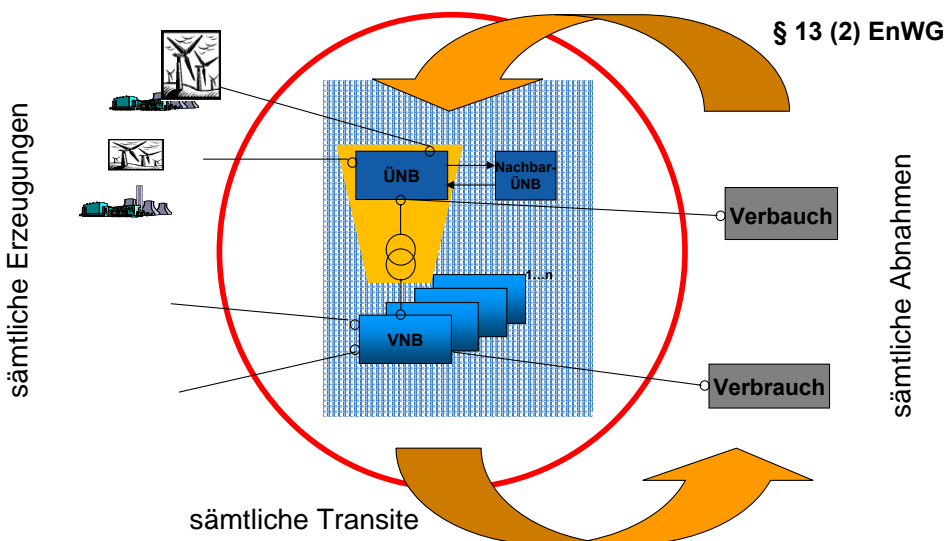 § 13 (2) EnWG
sämtliche Erzeugungen
ÜNB
Nachbar-
ÜNB
Verbauch
sämtliche Abnahmen
1...n
VNB
Verbrauch
sämtliche Transite